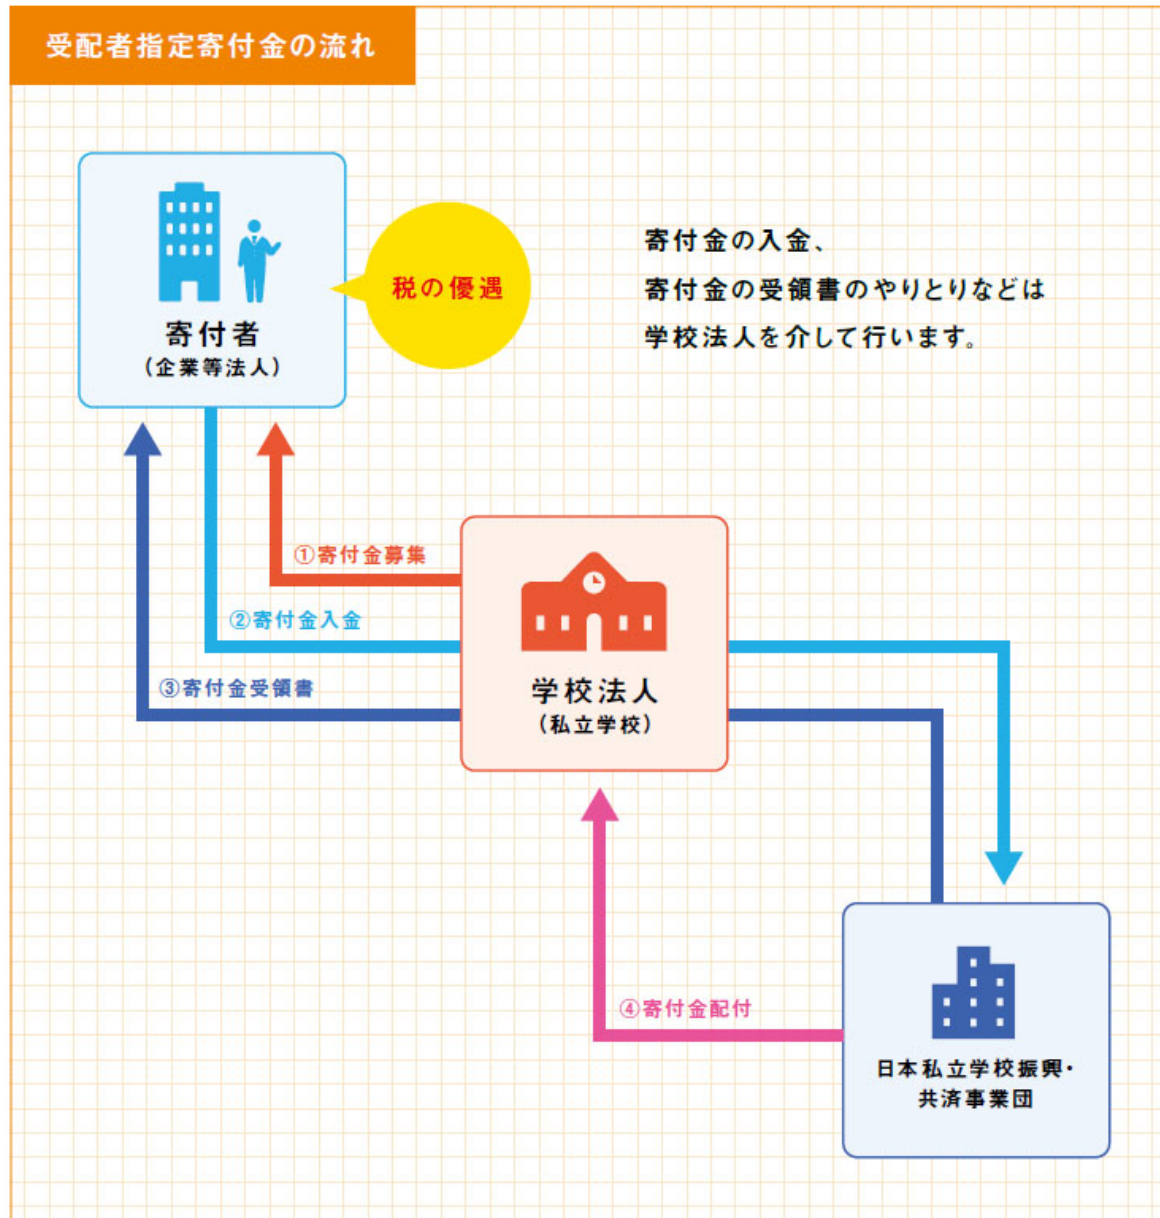 受配者指定寄付金の流れ
税の優遇
寄付者
（企業等法人）
寄付金の入金、
寄付金の受領書のやりとりなどは
学校法人を介して行います。
①寄付金募集
②寄付金入金
③寄付金受領書
学校法人
（私立学校）
④寄付金配付
日本私立学校振興・
共済事業団